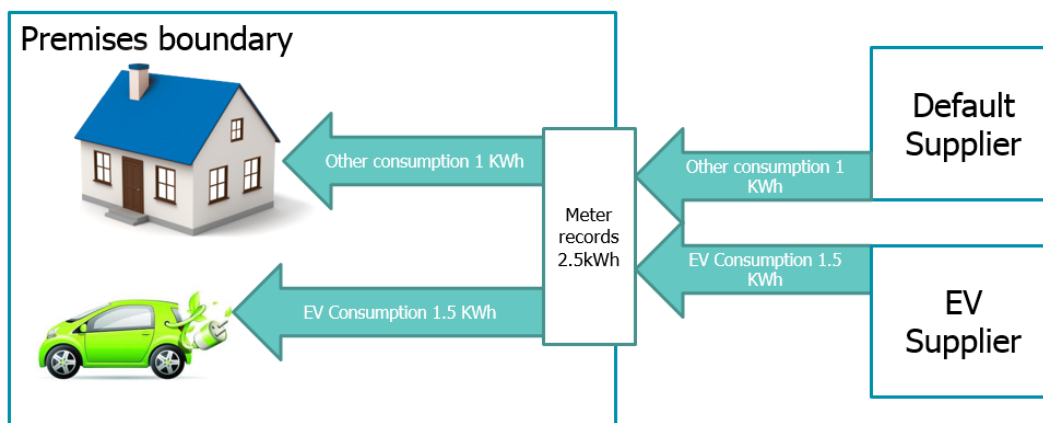 Premises boundary
Other consumption 1 KWh
EV Consumption 1.5 KWh
Meter
records
2.5kWh
Other consumption 1
KWh
EV Consumption 1.5
KWh
Default
Supplier
EV
Supplier